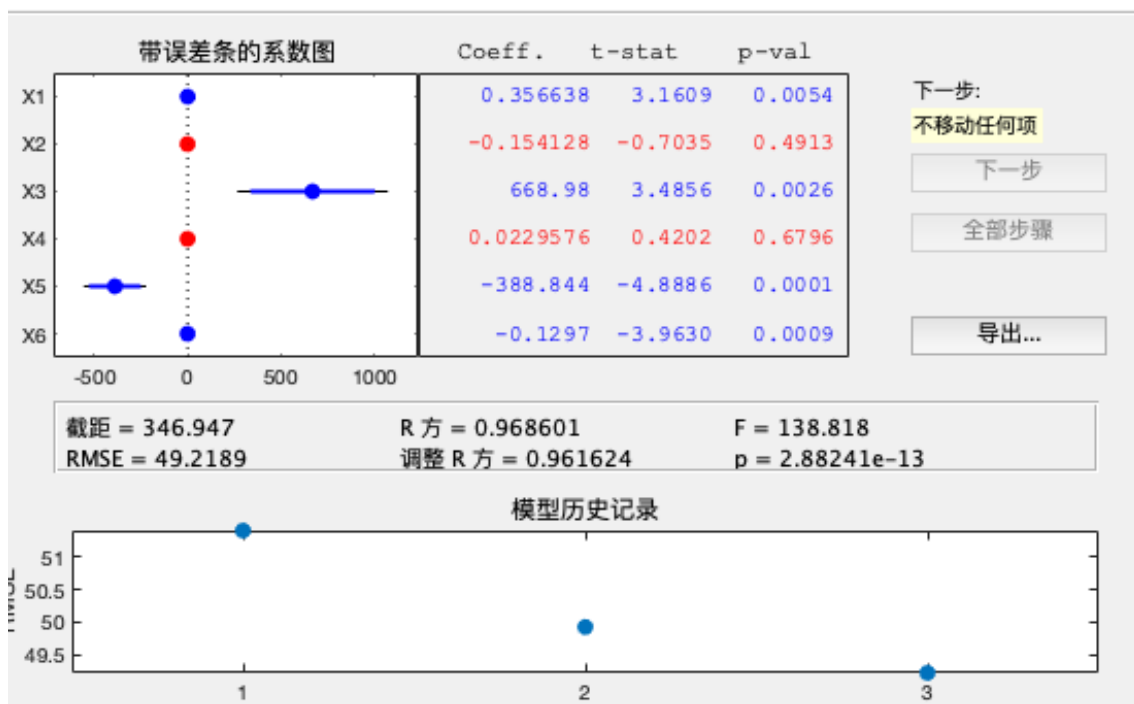 带误差条的系数图 Coeff. t-stat p-val
X1 0.356638 3.1609 0.0054
X2 -0.154128 -0.7035 0.4913
X3 668.98 3.4856 0.0026
X4 0.0229576 0.4202 0.6796
X5 -388.844 -4.8886 0.0001
X6 -0.1297 -3.9630 0.0009
-500 0 500 1000
下一步:
不移动任何项
下一步
全部步骤
导出...
截距 = 346.947 R 方 = 0.968601 F = 138.818
RMSE = 49.2189 调整 R 方 = 0.961624 p = 2.88241e-13
模型历史记录
51
50.5
50
49.5
1 2 3